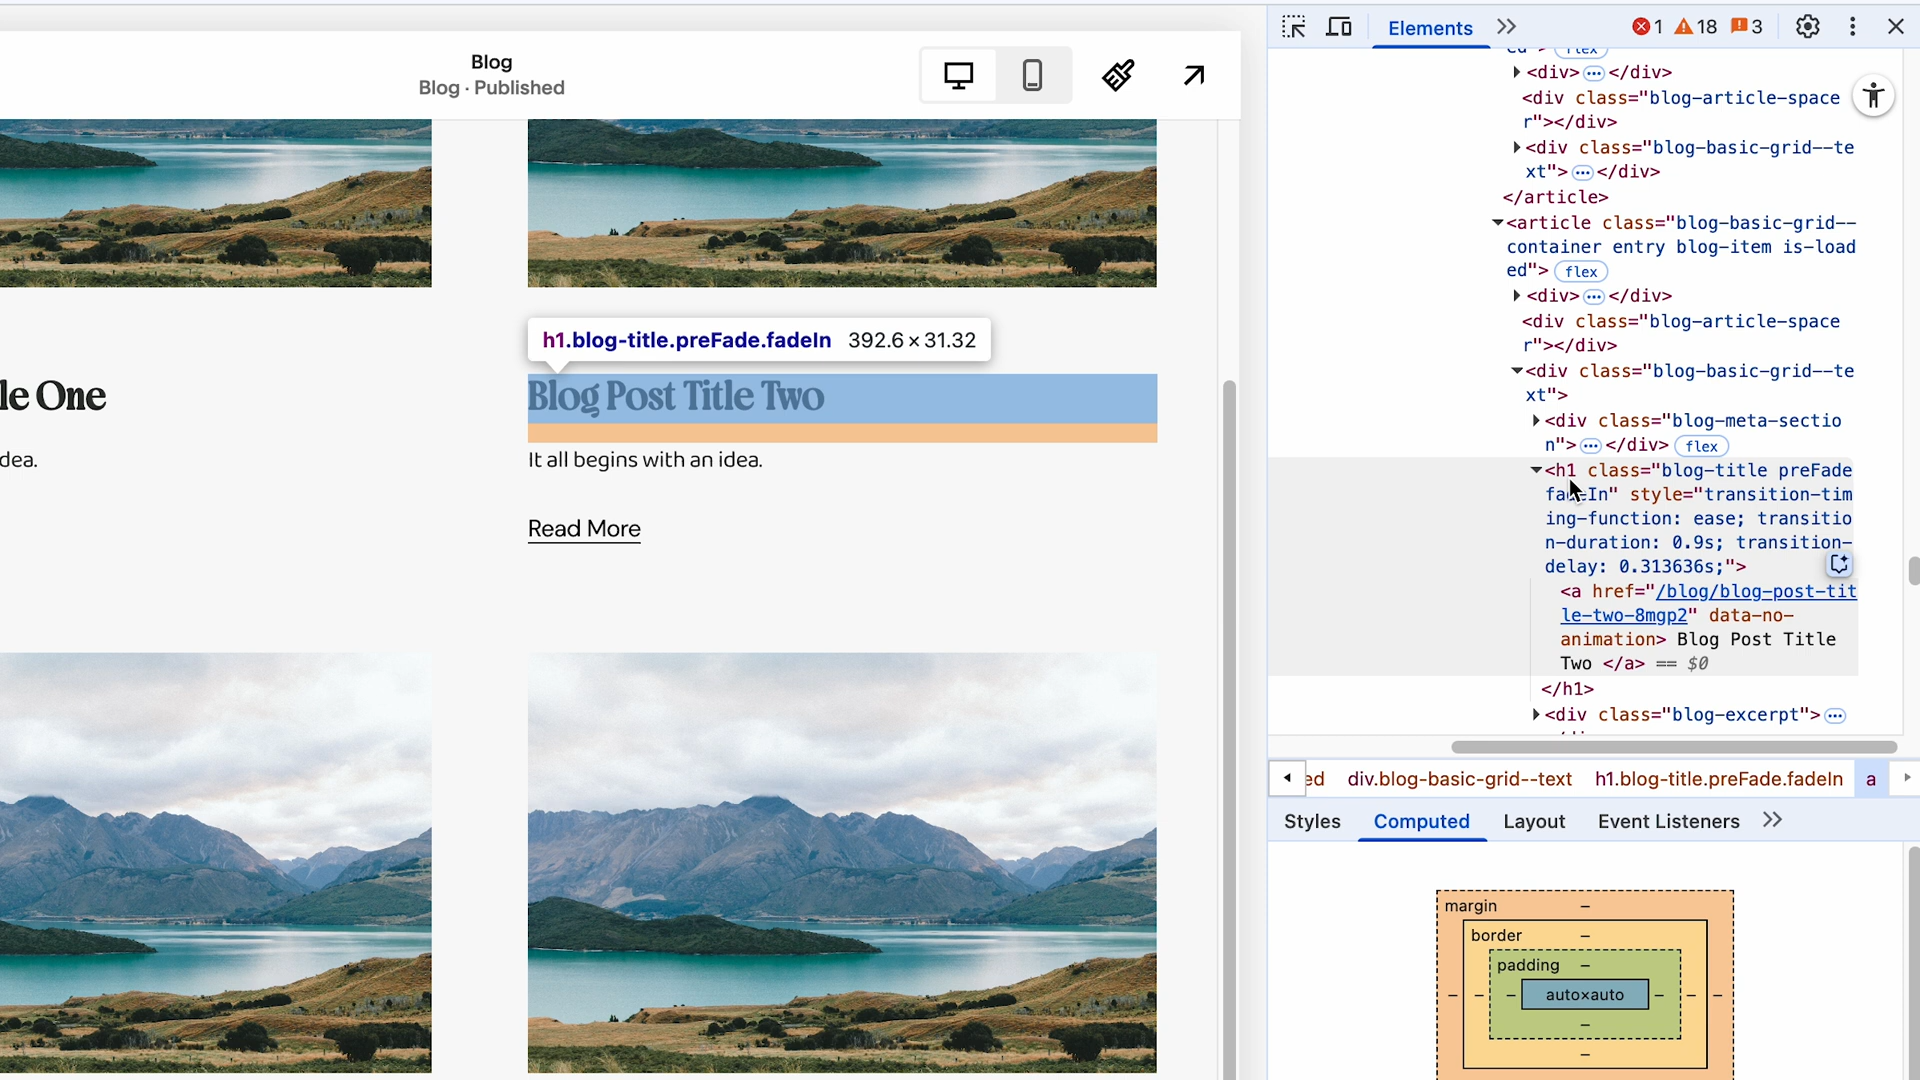 Blog
Blog · Published
le One
dea.
h1.blog-title.preFade.fadeIn 392.6 × 31.32
Blog Post Title Two
It all begins with an idea.
Read More
Elements
1 18 3
ed"> flex
<div> ⋯ </div>
<div class="blog-article-space
r"></div>
<div class="blog-basic-grid--te
xt"> ⋯ </div>
</article>
<article class="blog-basic-grid--
container entry blog-item is-load
ed"> flex
<div> ⋯ </div>
<div class="blog-article-space
r"></div>
<div class="blog-basic-grid--te
xt">
<div class="blog-meta-sectio
n"> ⋯ </div> flex
<h1 class="blog-title preFade
fadeIn" style="transition-tim
ing-function: ease; transitio
n-duration: 0.9s; transition-
delay: 0.313636s;">
<a href="/blog/blog-post-tit
le-two-8mgp2" data-no-
animation> Blog Post Title
Two </a> == $0
</h1>
<div class="blog-excerpt"> ⋯
ed div.blog-basic-grid--text h1.blog-title.preFade.fadeIn a
Styles Computed Layout Event Listeners
margin –
border –
padding –
– – – auto×auto – – –
–
–